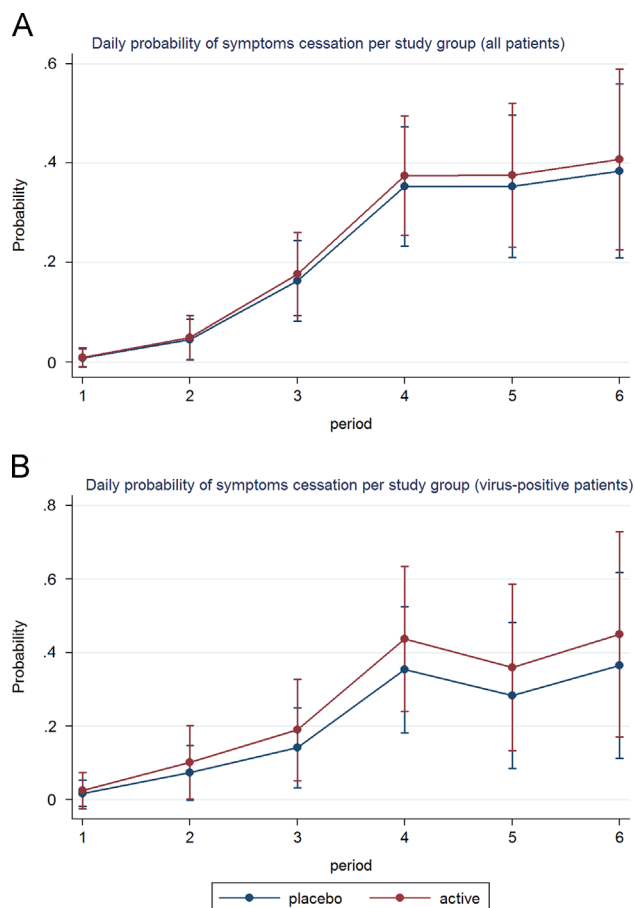 A
Daily probability of symptoms cessation per study group (all patients)
.6
.4
.2
0
Probability
1 2 3 4 5 6
period
B
Daily probability of symptoms cessation per study group (virus-positive patients)
.8
.6
.4
.2
0
Probability
1 2 3 4 5 6
period
placebo active